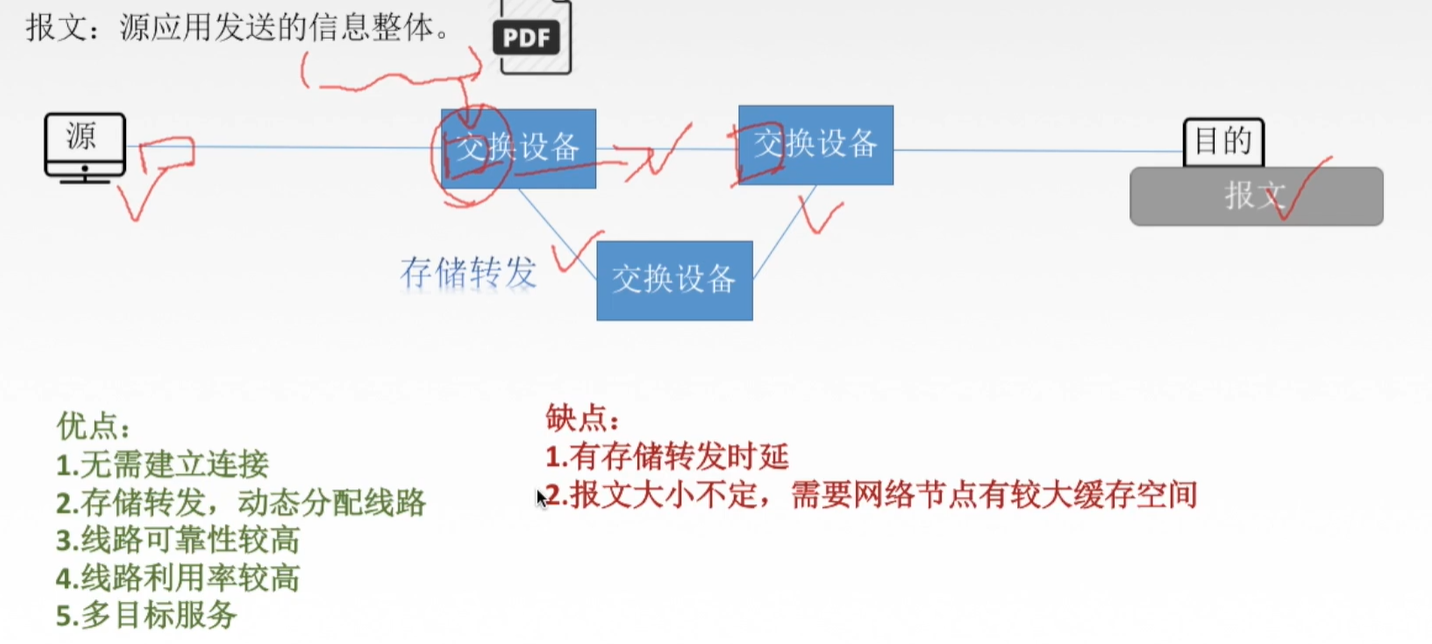 报文：源应用发送的信息整体。
PDF
源
交换设备
交换设备
目的
报文
存储转发
交换设备
优点：
1.无需建立连接
2.存储转发，动态分配线路
3.线路可靠性较高
4.线路利用率较高
5.多目标服务
缺点：
1.有存储转发时延
2.报文大小不定，需要网络节点有较大缓存空间